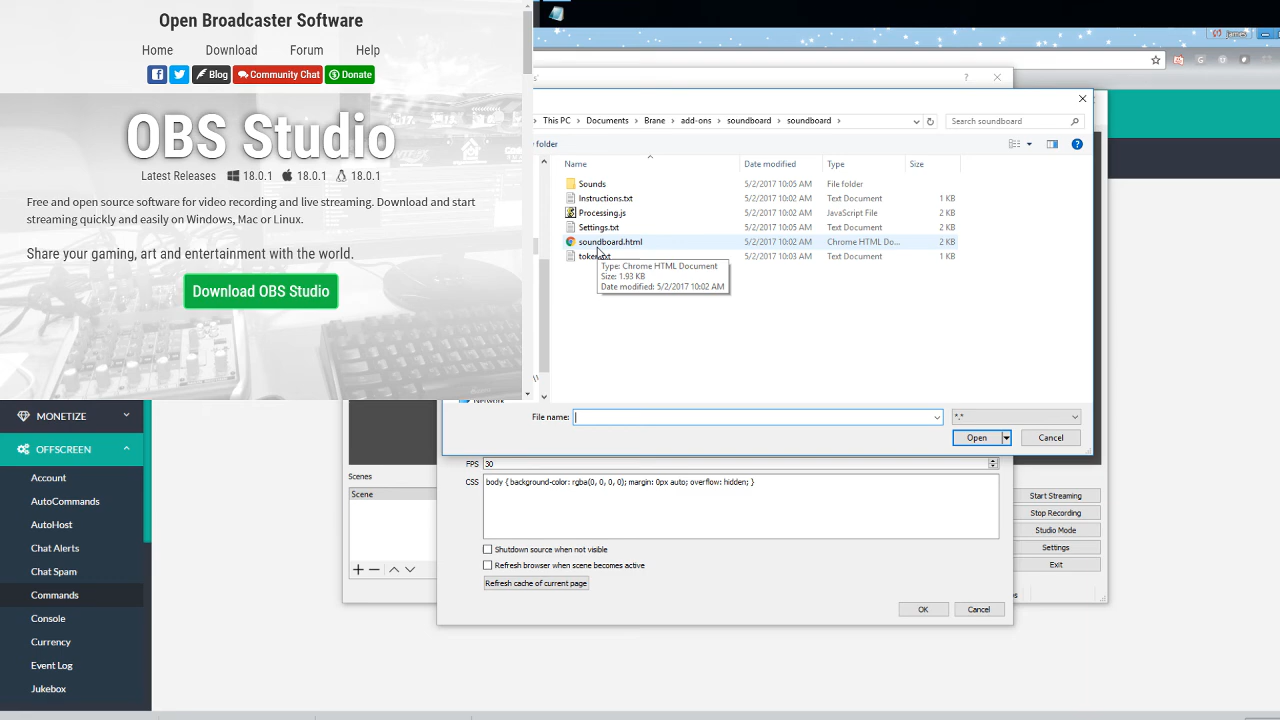 Open Broadcaster Software
Home Download Forum Help
Blog Community Chat Donate
OBS Studio
Latest Releases 18.0.1 18.0.1 18.0.1
Free and open source software for video recording and live streaming. Download and start
streaming quickly and easily on Windows, Mac or Linux.
Share your gaming, art and entertainment with the world.
Download OBS Studio
james
This PC Documents Brane add-ons soundboard soundboard
Search soundboard
folder
Name Date modified Type Size
Sounds 5/2/2017 10:05 AM File folder
Instructions.txt 5/2/2017 10:02 AM Text Document 1 KB
Processing.js 5/2/2017 10:02 AM JavaScript File 2 KB
Settings.txt 5/2/2017 10:05 AM Text Document 2 KB
soundboard.html 5/2/2017 10:02 AM Chrome HTML Do... 2 KB
token.txt 5/2/2017 10:03 AM Text Document 1 KB
Type: Chrome HTML Document
Size: 1.93 KB
Date modified: 5/2/2017 10:02 AM
File name: *.*
Open Cancel
MONETIZE
OFFSCREEN
Account
AutoCommands
AutoHost
Chat Alerts
Chat Spam
Commands
Console
Currency
Event Log
Jukebox
Scenes
Scene
FPS 30
CSS body { background-color: rgba(0, 0, 0, 0); margin: 0px auto; overflow: hidden; }
Shutdown source when not visible
Refresh browser when scene becomes active
Refresh cache of current page
OK Cancel
Start Streaming
Stop Recording
Studio Mode
Settings
Exit